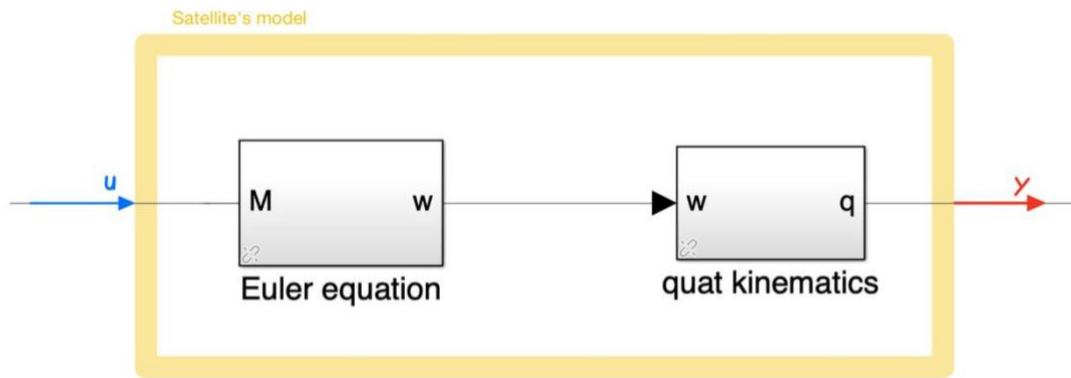 Satellite's model
u
M w
w q
y
Euler equation
quat kinematics